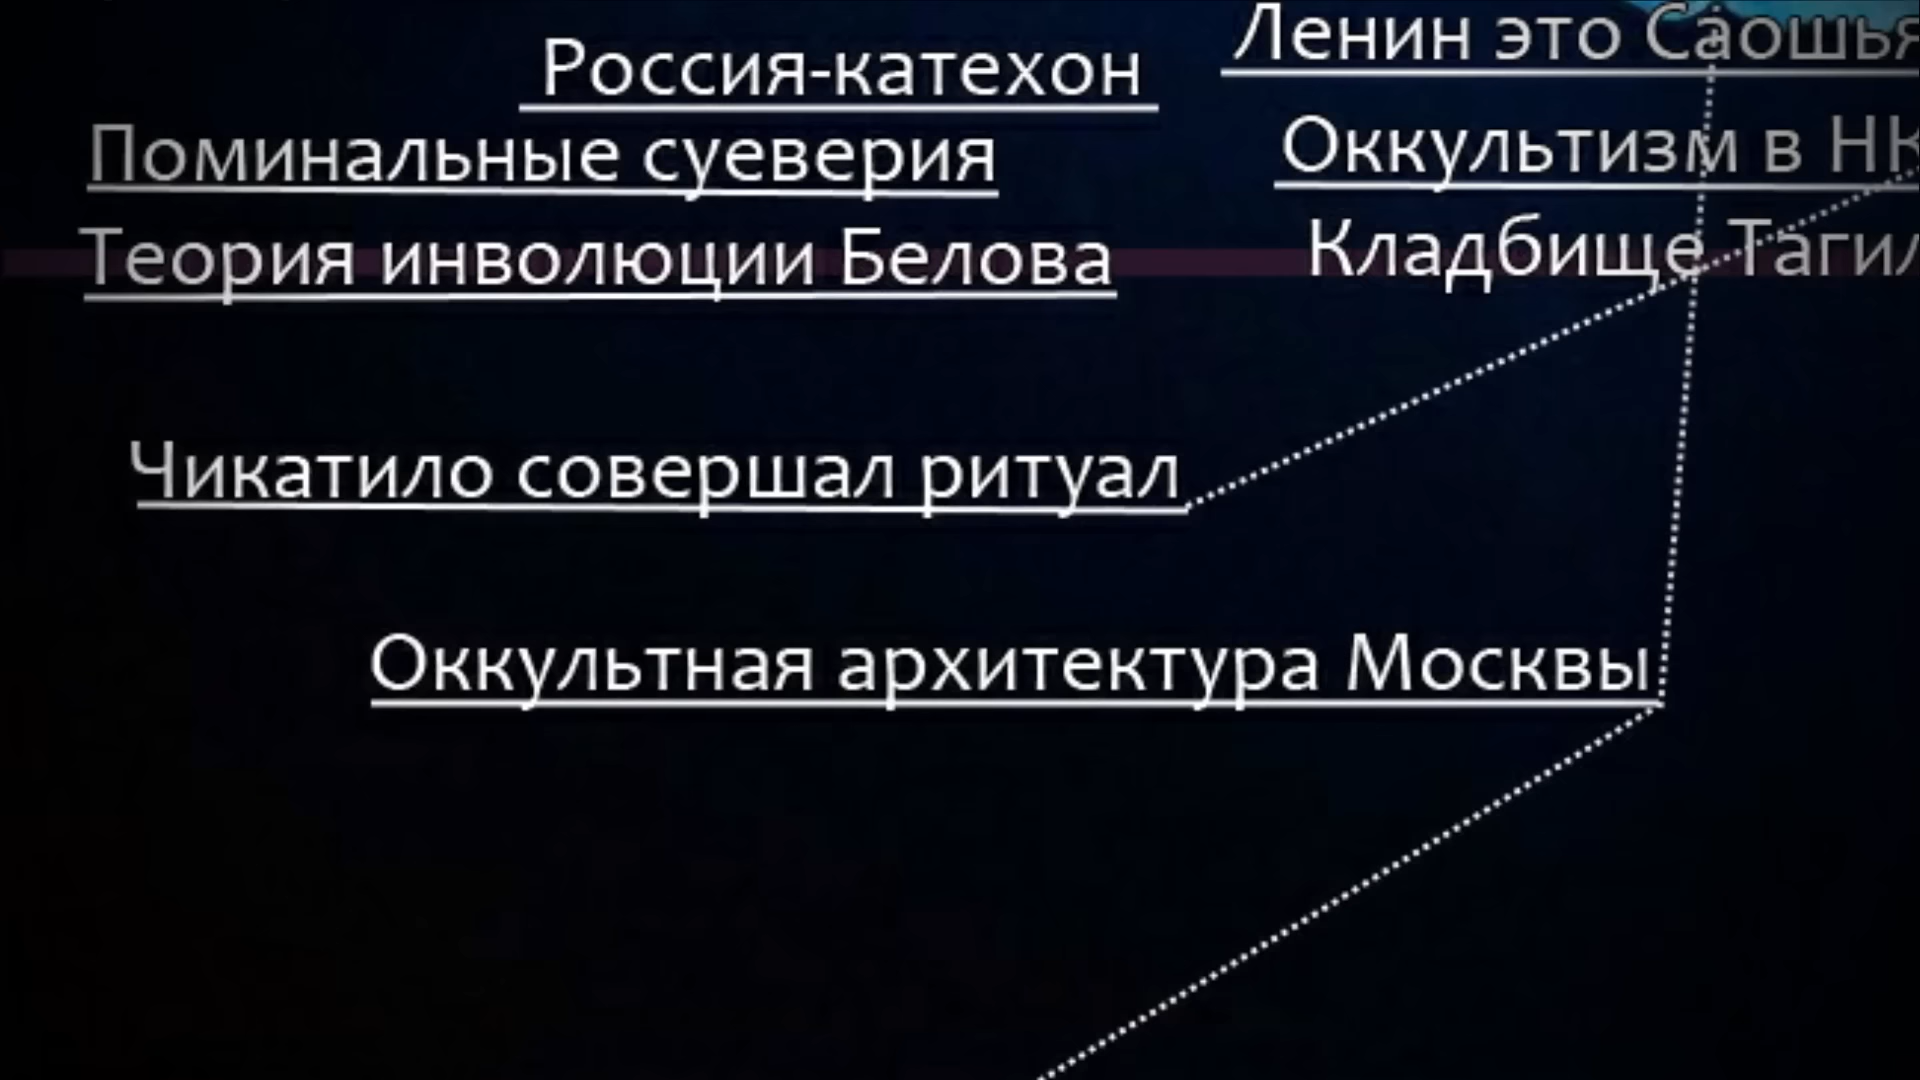 Ленин это
Россия-катехон
Оккультизм в
Поминальные суеверия
Кладбище
Теория инволюции Белова
Чикатило совершал ритуал
Оккультная архитектура Москвы